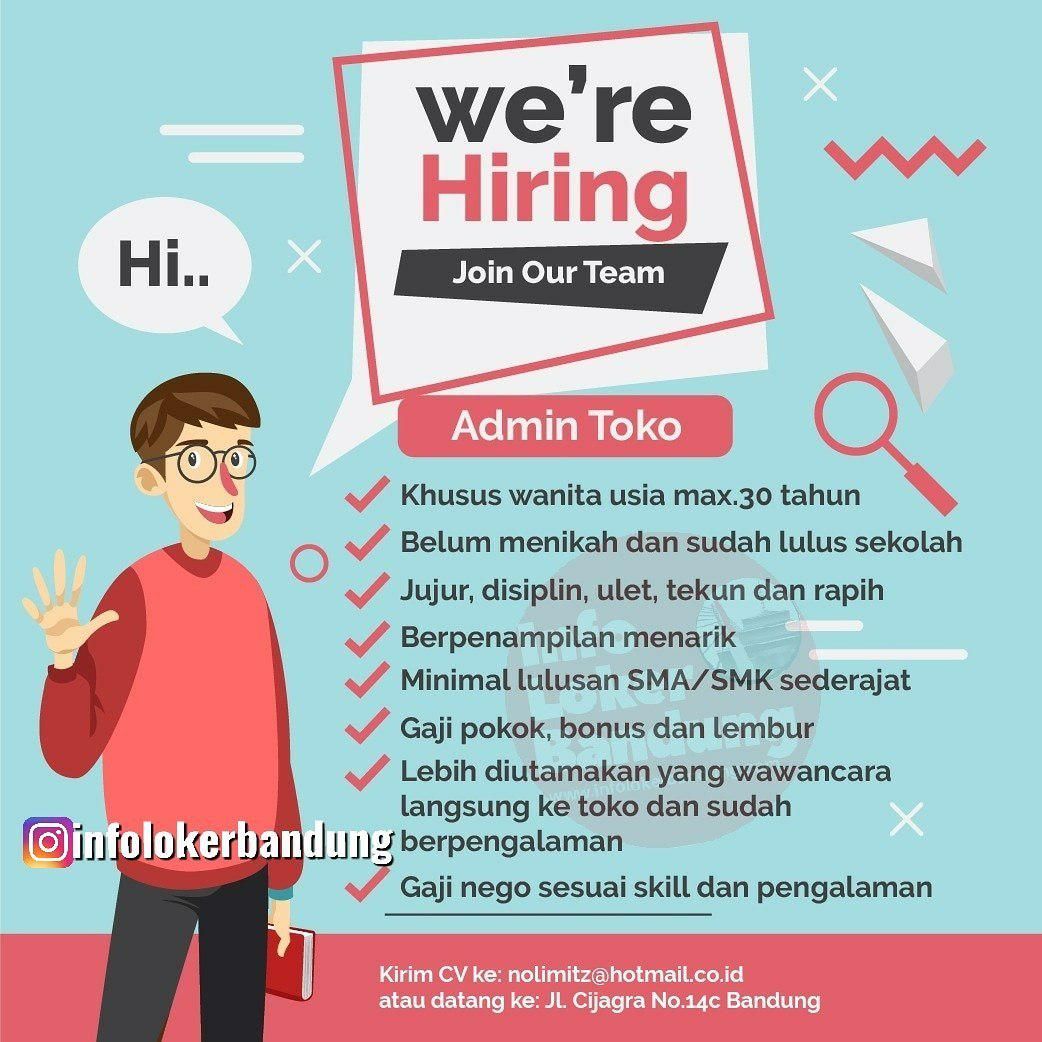 we're
Hiring
Join Our Team
Hi..
Admin Toko
Khusus wanita usia max.30 tahun
Belum menikah dan sudah lulus sekolah
Jujur, disiplin, ulet, tekun dan rapih
Berpenampilan menarik
Minimal lulusan SMA/SMK sederajat
Gaji pokok, bonus dan lembur
Lebih diutamakan yang wawancara
langsung ke toko dan sudah
berpengalaman
Gaji nego sesuai skill dan pengalaman
infolokerbandung
Info
Loker
Bandung
Kirim CV ke: nolimitz@hotmail.co.id
atau datang ke: Jl. Cijagra No.14c Bandung